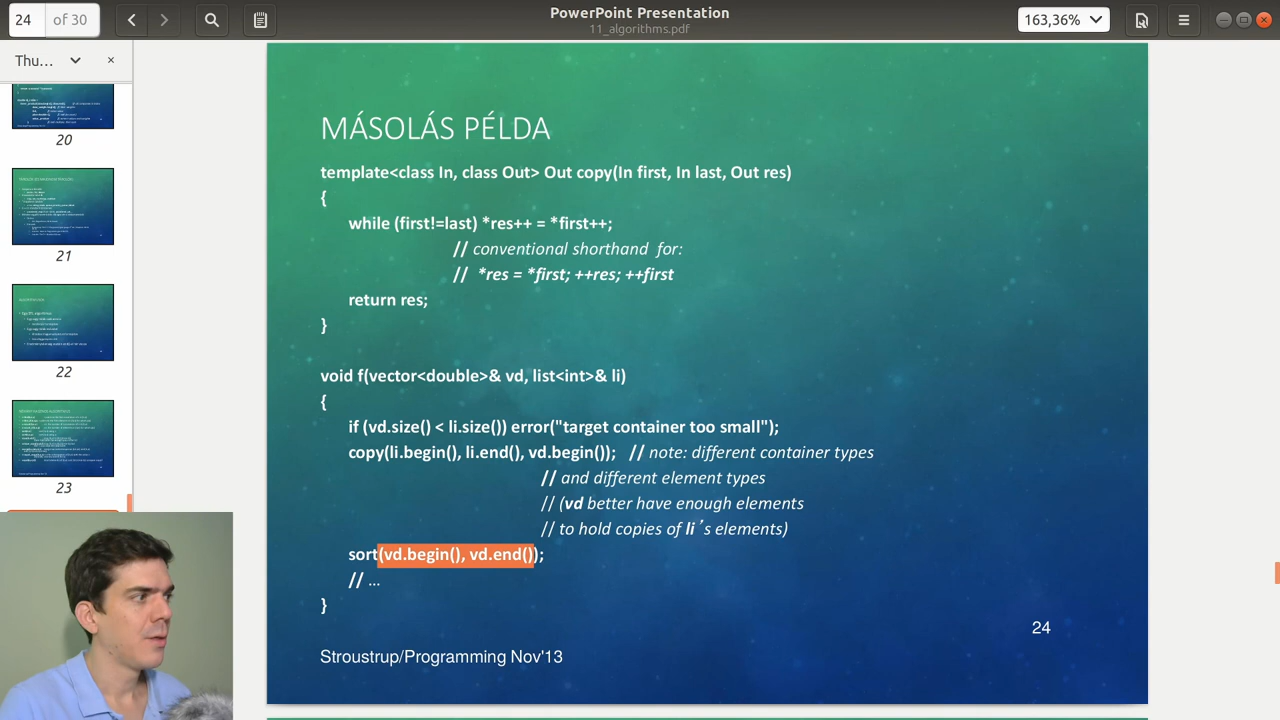 24
of 30
PowerPoint Presentation
11_algorithms.pdf
163,36%
Thu...
20
21
22
23
MÁSOLÁS PÉLDA
template<class In, class Out> Out copy(In first, In last, Out res)
{
while (first!=last) *res++ = *first++;
// conventional shorthand for:
// *res = *first; ++res; ++first
return res;
}
void f(vector<double>& vd, list<int>& li)
{
if (vd.size() < li.size()) error("target container too small");
copy(li.begin(), li.end(), vd.begin()); // note: different container types
// and different element types
// (vd better have enough elements
// to hold copies of li's elements)
sort(vd.begin(), vd.end());
// ...
}
24
Stroustrup/Programming Nov'13